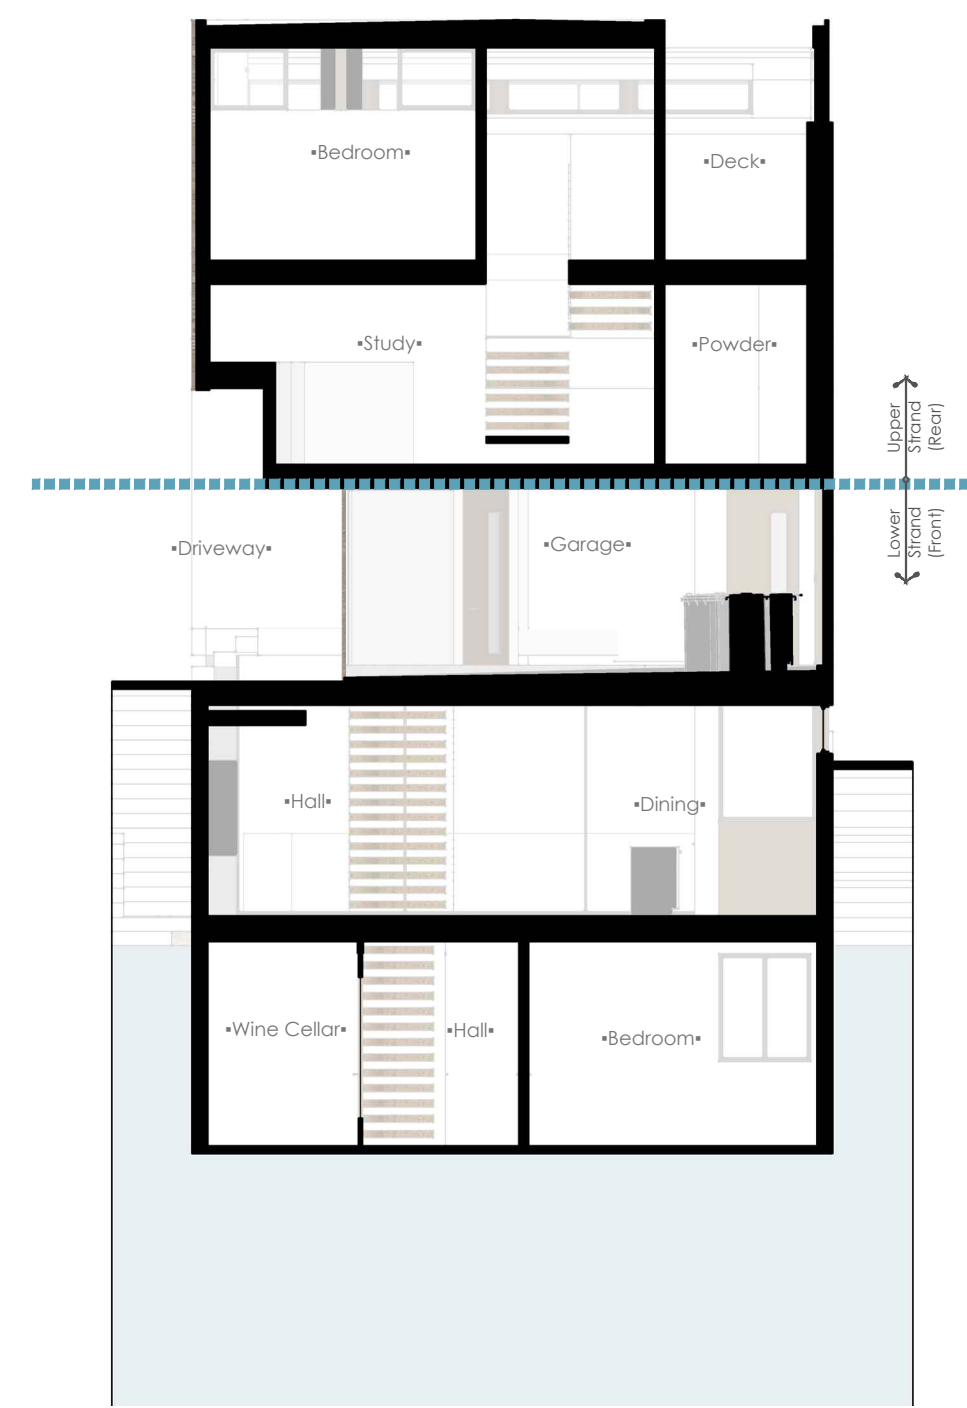 ▪Bedroom▪
▪Deck▪
▪Study▪
▪Powder▪
Upper
Strand
(Rear)
▪Driveway▪
▪Garage▪
Lower
Strand
(Front)
▪Hall▪
▪Dining▪
▪Wine Cellar▪
▪Hall▪
▪Bedroom▪